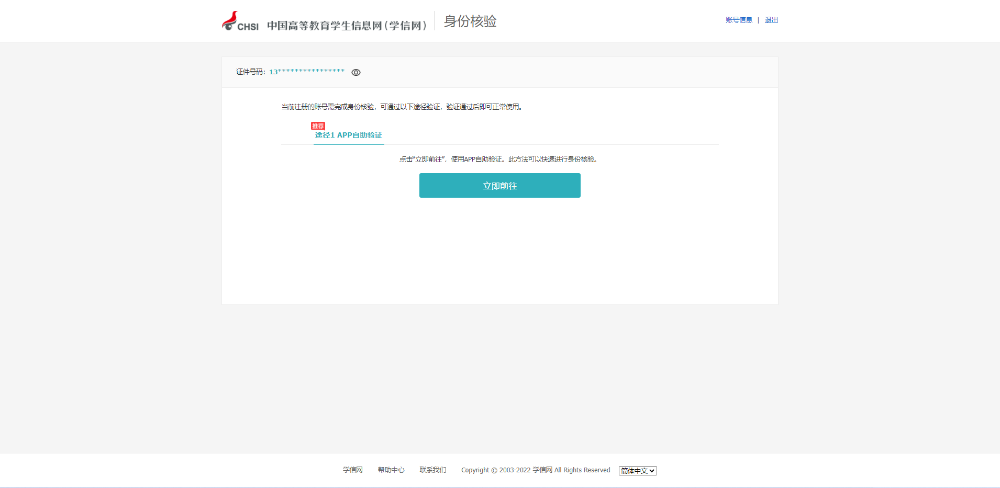 CHSI 中国高等教育学生信息网(学信网) 身份核验 账号信息 | 退出
证件号码：13****************
当前注册的账号需完成身份核验，可通过以下途径验证，验证通过后即可正常使用。
推荐
途径1 APP自助验证
点击“立即前往”，使用APP自助验证。此方法可以快速进行身份核验。
立即前往
学信网 帮助中心 联系我们 Copyright © 2003-2022 学信网 All Rights Reserved 简体中文